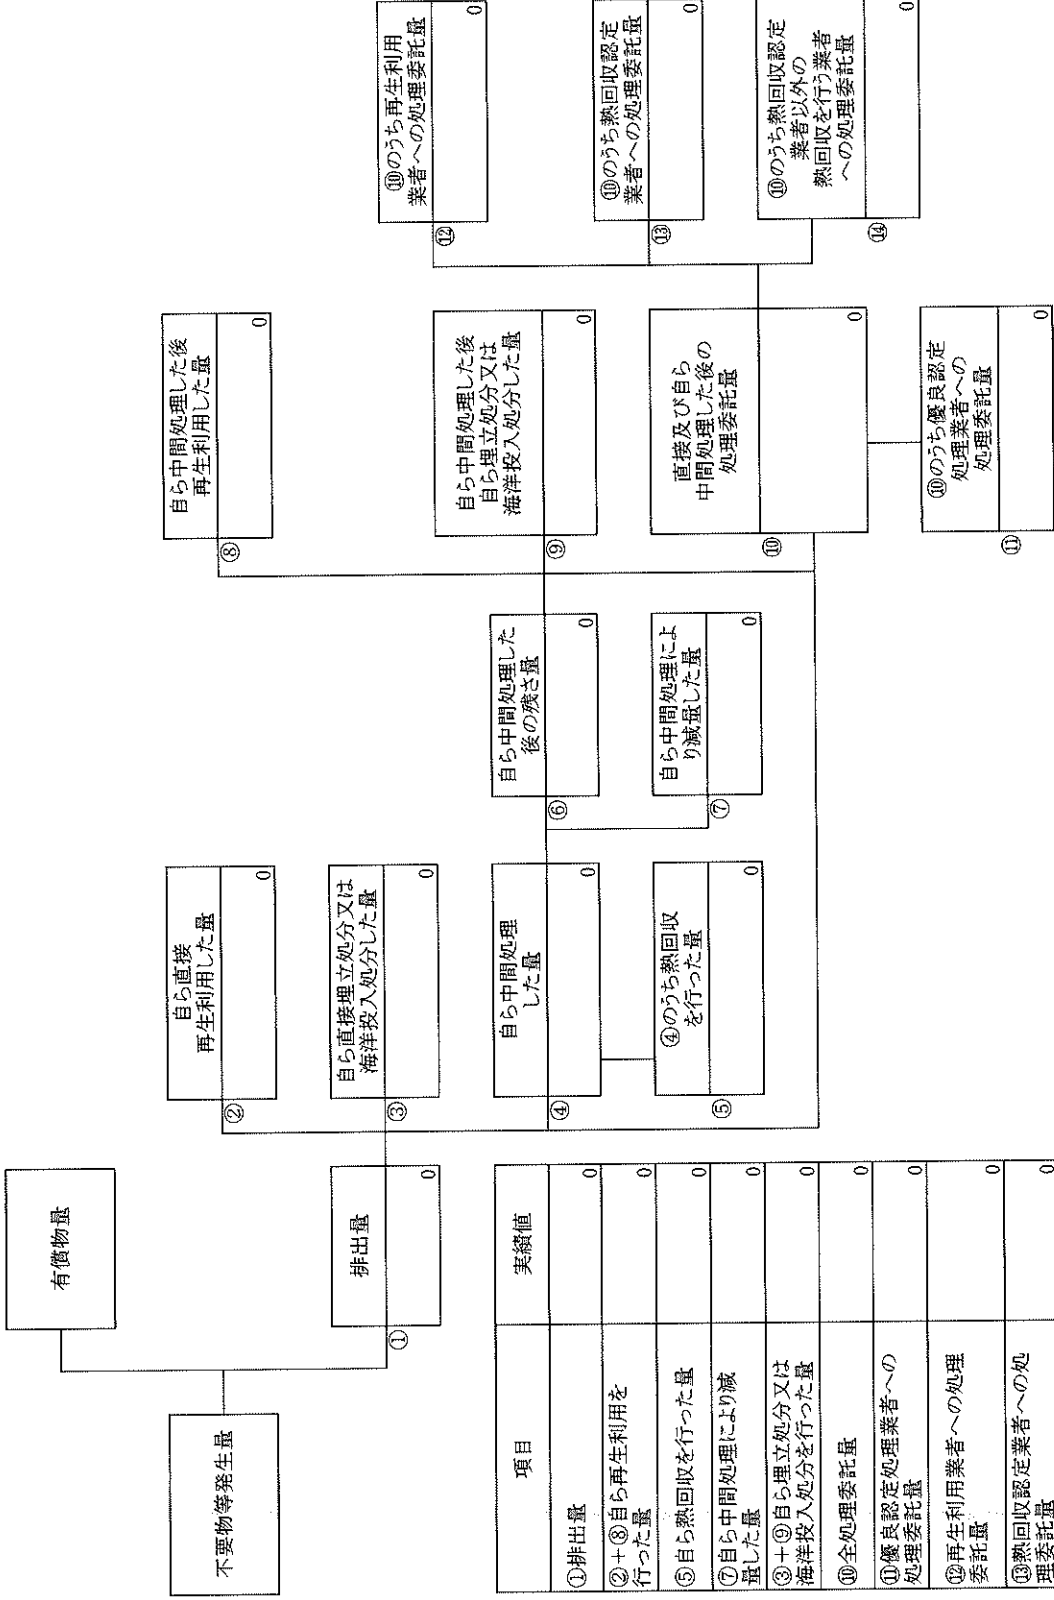 不要物等発生量
有償物量
①
排出量
0
②
自ら直接
再生利用した量
0
③
自ら直接埋立処分又は
海洋投入処分した量
0
④
自ら中間処理
した量
0
⑤
④のうち熱回収
を行った量
0
⑥
自ら中間処理した
後の残さ量
0
⑦
自ら中間処理によ
り減量した量
0
⑧
自ら中間処理した後
再生利用した量
0
⑨
自ら中間処理した後
自ら埋立処分又は
海洋投入処分した量
0
⑩
直接及び自ら
中間処理した後の
処理委託量
0
⑪
⑩のうち優良認定
処理業者への
処理委託量
0
⑫
⑩のうち再生利用
業者への処理委託量
0
⑬
⑩のうち熱回収認定
業者への処理委託量
0
⑭
⑩のうち熱回収認定
業者以外の
熱回収を行う業者
への処理委託量
0
項目 実績値
①排出量 0
②+⑧自ら再生利用を
行った量 0
⑤自ら熱回収を行った量 0
⑦自ら中間処理により減
量した量 0
③+⑨自ら埋立処分又は
海洋投入処分を行った量 0
⑩全処理委託量 0
⑪優良認定処理業者への
処理委託量 0
⑫再生利用業者への処理
委託量 0
⑬熱回収認定業者への処
理委託量 0